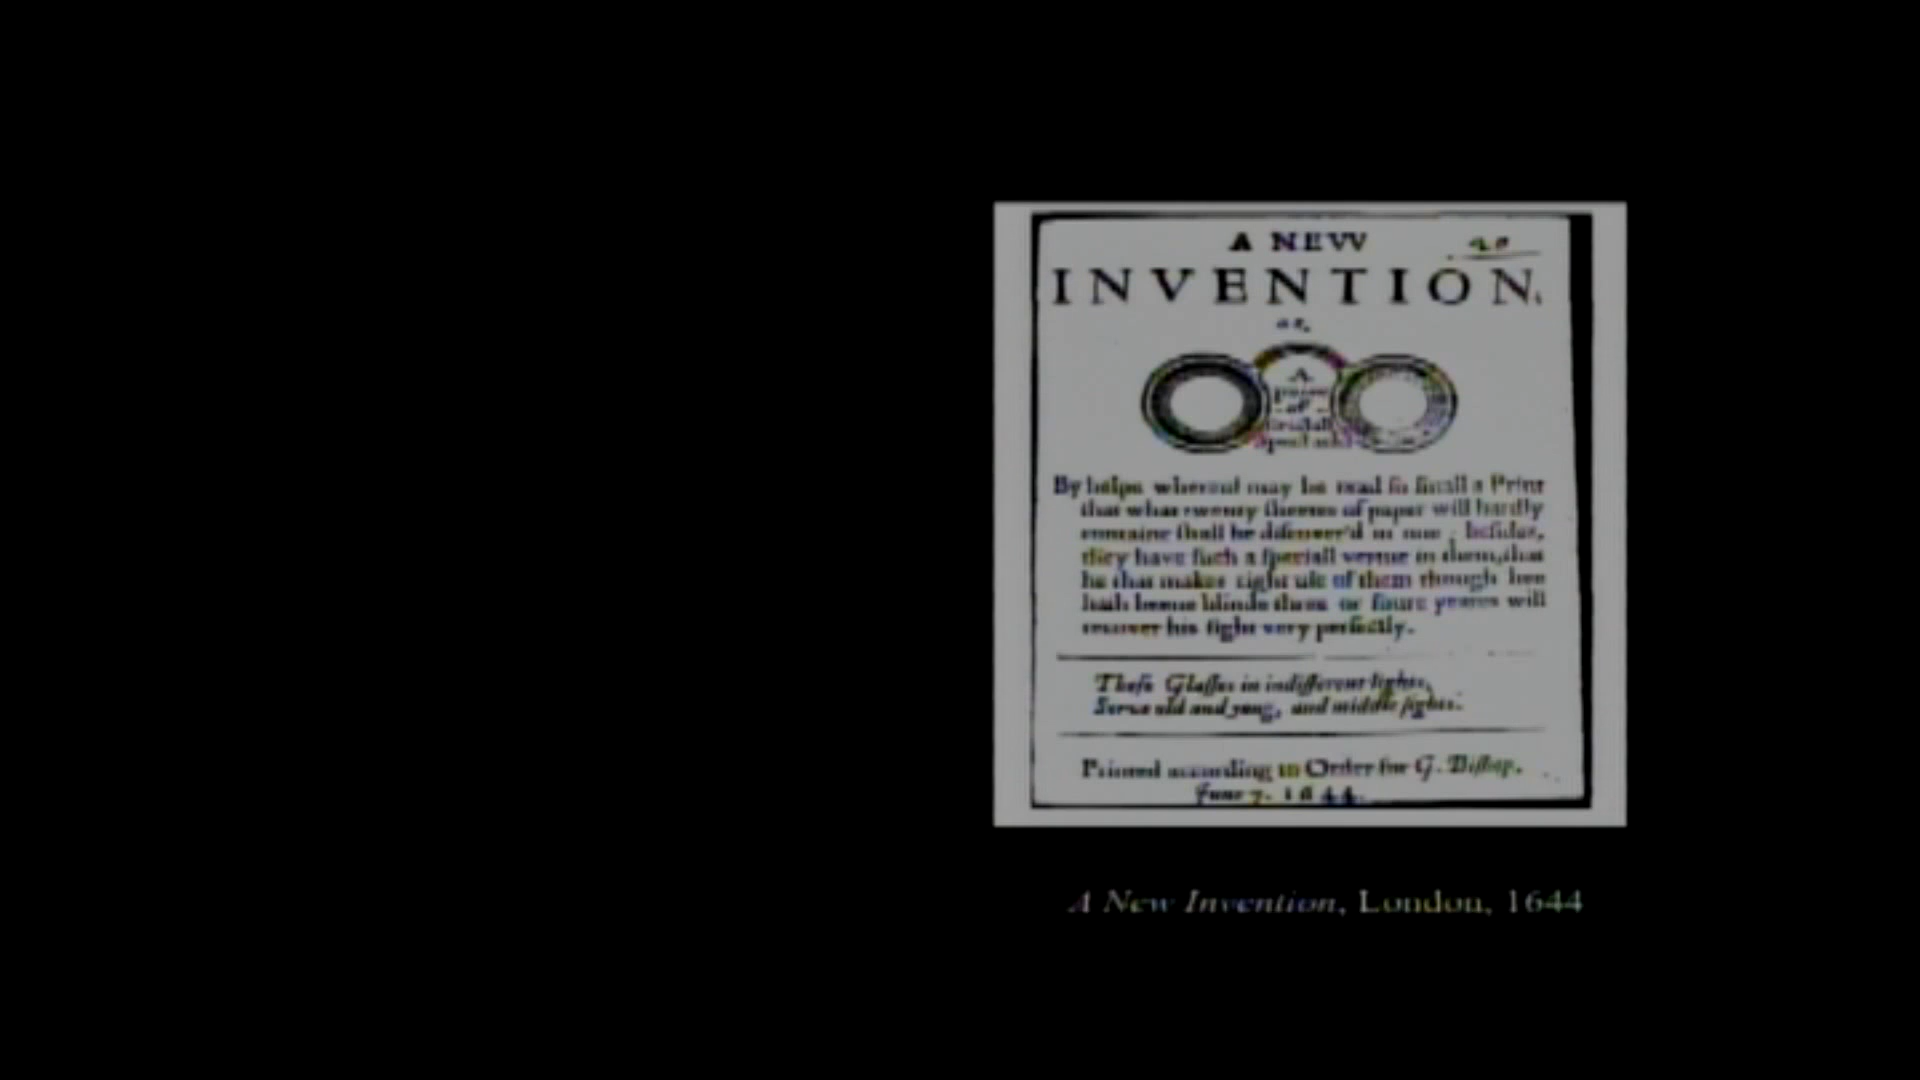 A NEVV
INVENTION,
or,
A
paire
of
Cristall
Spectacles
By helpe whereof may be read so small a Print
that what twenty sheetes of paper will hardly
containe shall be discover'd in one: besides,
they have such a speciall vertue in them, that
he that makes right use of them though hee
hath beene blinde three or foure yeares will
recover his sight very perfectly.
These Glasses in indifferent lights,
Serve old and yong, and middle sights.
Printed according to Order for G. Bishop,
June 7. 1644.
A New Invention, London, 1644